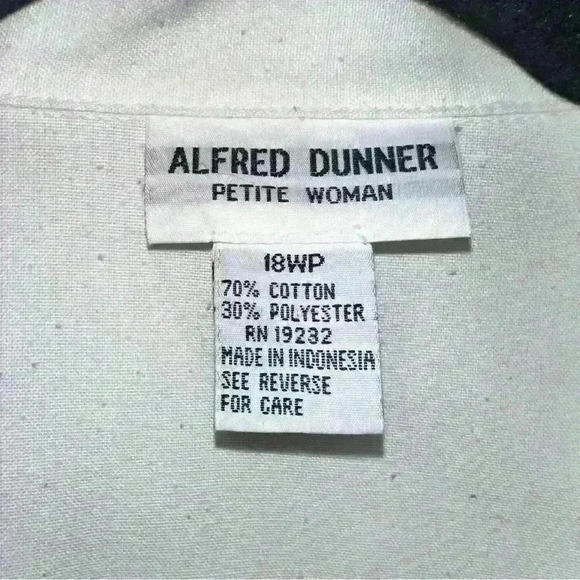 ALFRED DUNNER
PETITE WOMAN
18WP
70% COTTON
30% POLYESTER
RN 19232
MADE IN INDONESIA
SEE REVERSE
FOR CARE